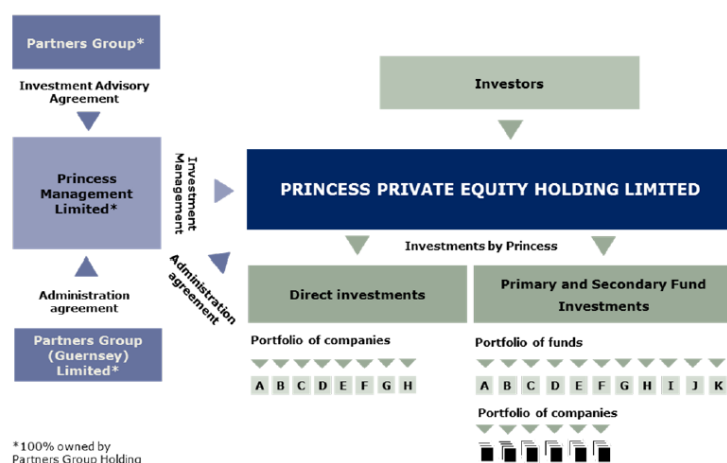 Partners Group*
Investment Advisory
Agreement
Princess
Management
Limited*
Administration
agreement
Partners Group
(Guernsey)
Limited*
*100% owned by
Partners Group Holding
Investment
Management
Administration
agreement
Investors
PRINCESS PRIVATE EQUITY HOLDING LIMITED
Investments by Princess
Direct investments
Primary and Secondary Fund
Investments
Portfolio of companies
A B C D E F G H
Portfolio of funds
A B C D E F G H I J K
Portfolio of companies